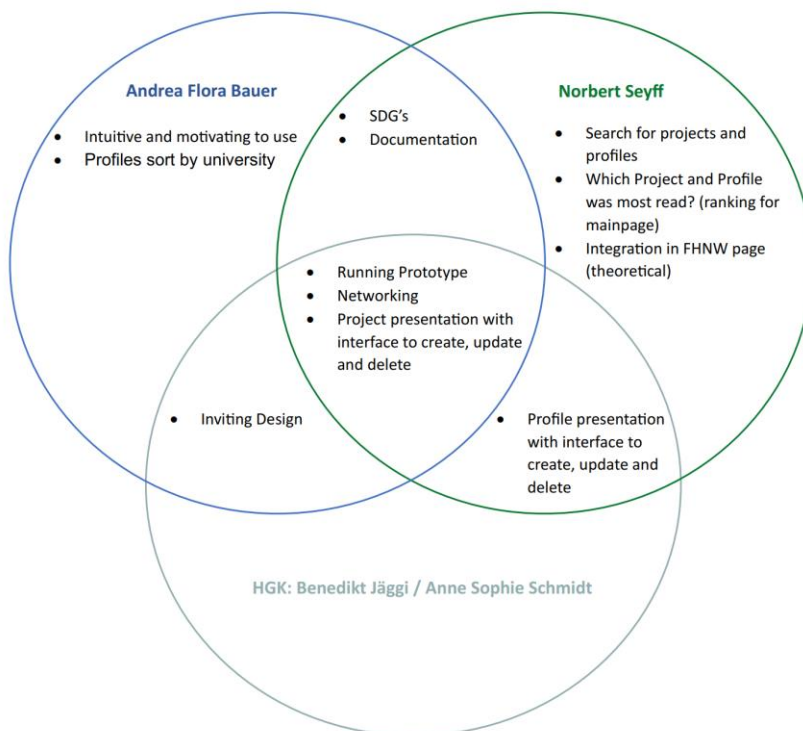 Andrea Flora Bauer
• Intuitive and motivating to use
• Profiles sort by university
• SDG's
• Documentation
Norbert Seyff
• Search for projects and
profiles
• Which Project and Profile
was most read? (ranking for
mainpage)
• Integration in FHNW page
(theoretical)
• Running Prototype
• Networking
• Project presentation with
interface to create, update
and delete
• Inviting Design
• Profile presentation
with interface to
create, update and
delete
HGK: Benedikt Jäggi / Anne Sophie Schmidt